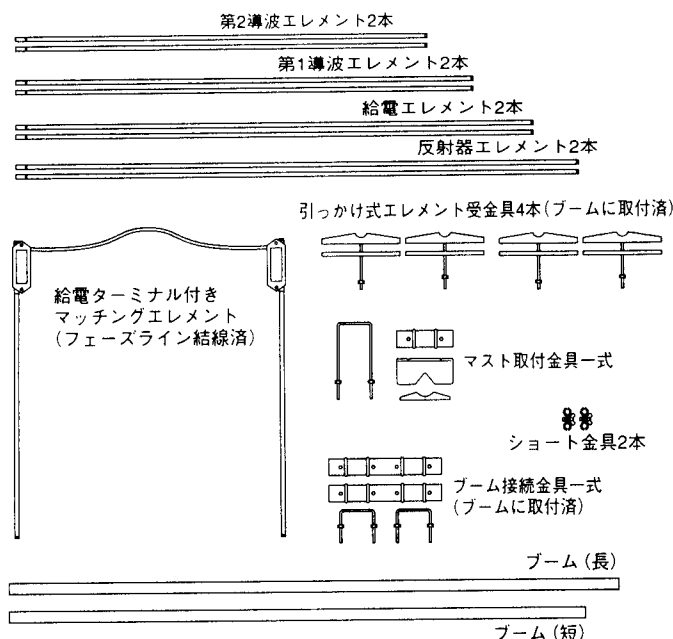 第2導波エレメント2本
第1導波エレメント2本
給電エレメント2本
反射器エレメント2本
引っかけ式エレメント受金具4本(ブームに取付済)
給電ターミナル付き
マッチングエレメント
(フェーズライン結線済)
マスト取付金具一式
ショート金具2本
ブーム接続金具一式
(ブームに取付済)
ブーム(長)
ブーム(短)